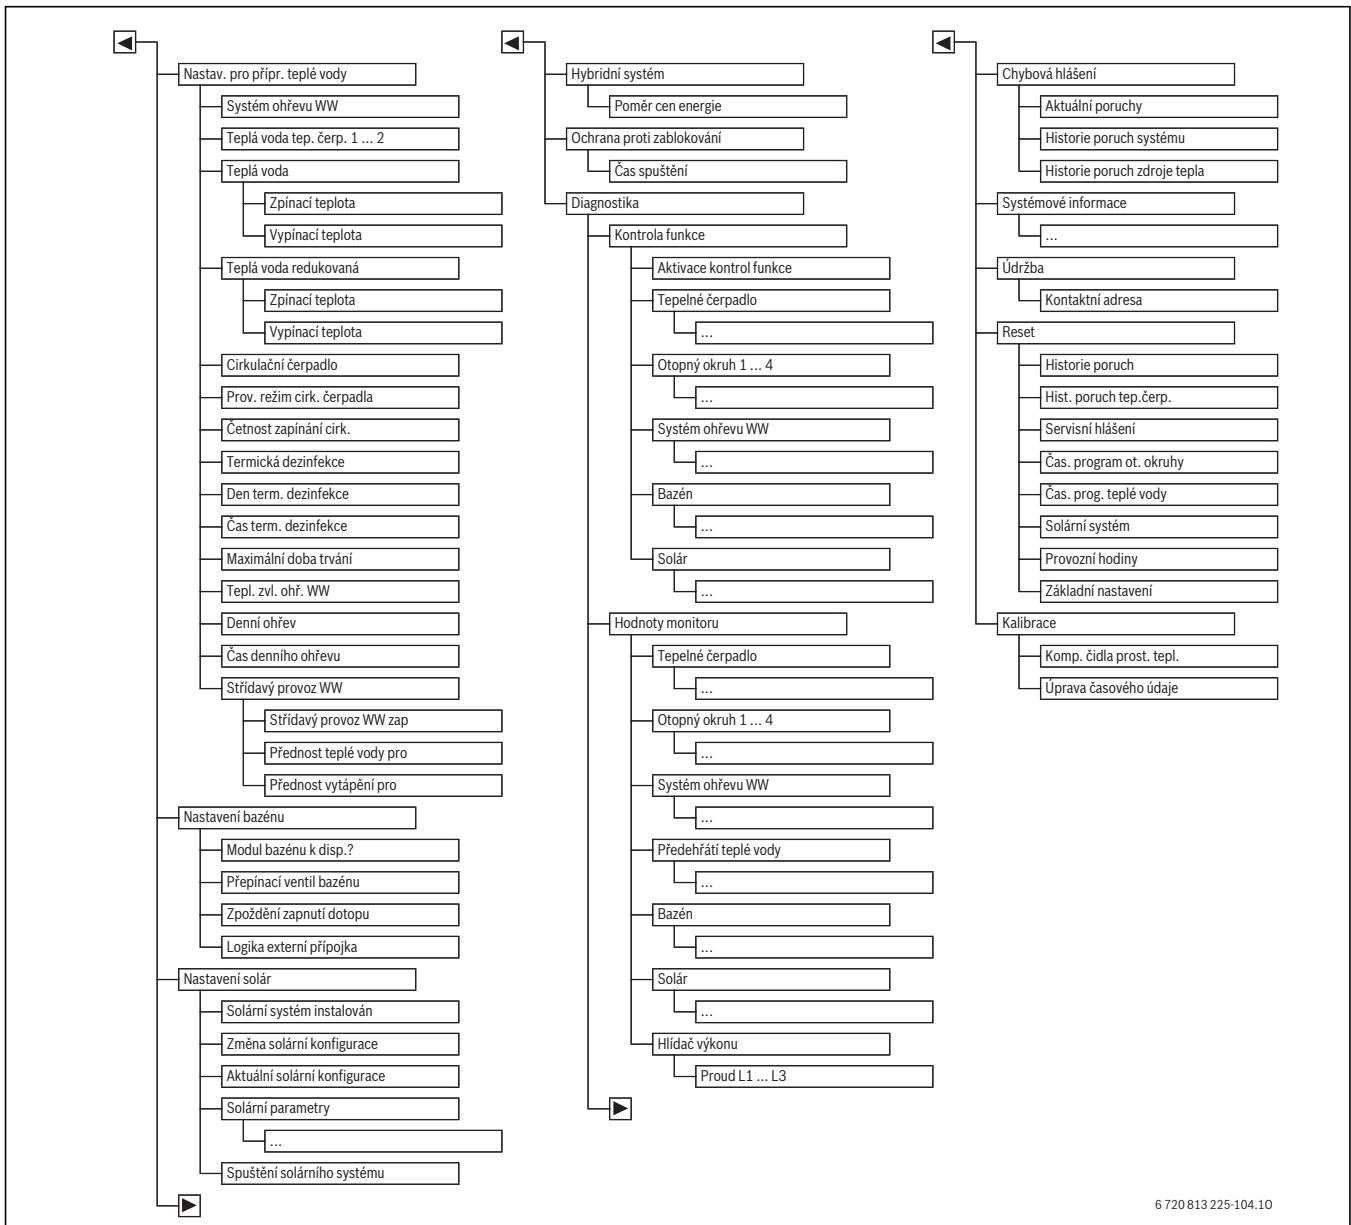 Nastav. pro přípr. teplé vody
Systém ohřevu WW
Teplá voda tep. čerp. 1 ... 2
Teplá voda
Zpínací teplota
Vypínací teplota
Teplá voda redukovaná
Zpínací teplota
Vypínací teplota
Cirkulační čerpadlo
Prov. režim cirk. čerpadla
Četnost zapínání cirk.
Termická dezinfekce
Den term. dezinfekce
Čas term. dezinfekce
Maximální doba trvání
Tepl. zvl. ohř. WW
Denní ohřev
Čas denního ohřevu
Střídavý provoz WW
Střídavý provoz WW zap
Přednost teplé vody pro
Přednost vytápění pro
Nastavení bazénu
Modul bazénu k disp.?
Přepínací ventil bazénu
Zpoždění zapnutí dotopu
Logika externí přípojka
Nastavení solár
Solární systém instalován
Změna solární konfigurace
Aktuální solární konfigurace
Solární parametry
...
Spuštění solárního systému
Hybridní systém
Poměr cen energie
Ochrana proti zablokování
Čas spuštění
Diagnostika
Kontrola funkce
Aktivace kontrol funkce
Tepelné čerpadlo
...
Otopný okruh 1 ... 4
...
Systém ohřevu WW
...
Bazén
...
Solár
...
Hodnoty monitoru
Tepelné čerpadlo
...
Otopný okruh 1 ... 4
...
Systém ohřevu WW
...
Předehřátí teplé vody
...
Bazén
...
Solár
...
Hlídač výkonu
Proud L1 ... L3
Chybová hlášení
Aktuální poruchy
Historie poruch systému
Historie poruch zdroje tepla
Systémové informace
...
Údržba
Kontaktní adresa
Reset
Historie poruch
Hist. poruch tep.čerp.
Servisní hlášení
Čas. program ot. okruhy
Čas. prog. teplé vody
Solární systém
Provozní hodiny
Základní nastavení
Kalibrace
Komp. čidla prost. tepl.
Úprava časového údaje
6 720 813 225-104.1O